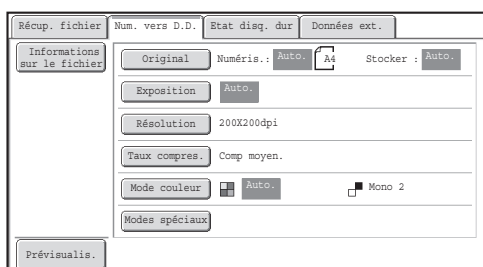 Récup. fichier Num. vers D.D. Etat disq. dur Données ext.
Informations sur le fichier
Original Numéris.: Auto. A4 Stocker : Auto.
Exposition Auto.
Résolution 200X200dpi
Taux compres. Comp moyen.
Mode couleur Auto. Mono 2
Modes spéciaux
Prévisualis.